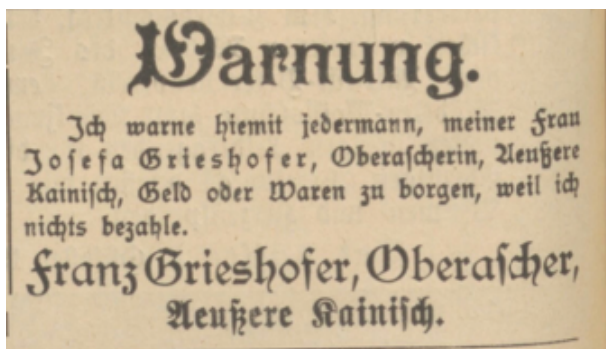 Warnung.
Ich warne hiemit jedermann, meiner Frau
Josefa Grieshofer, Oberascherin, Aeußere
Kainisch, Geld oder Waren zu borgen, weil ich
nichts bezahle.
Franz Grieshofer, Oberascher,
Aeußere Kainisch.